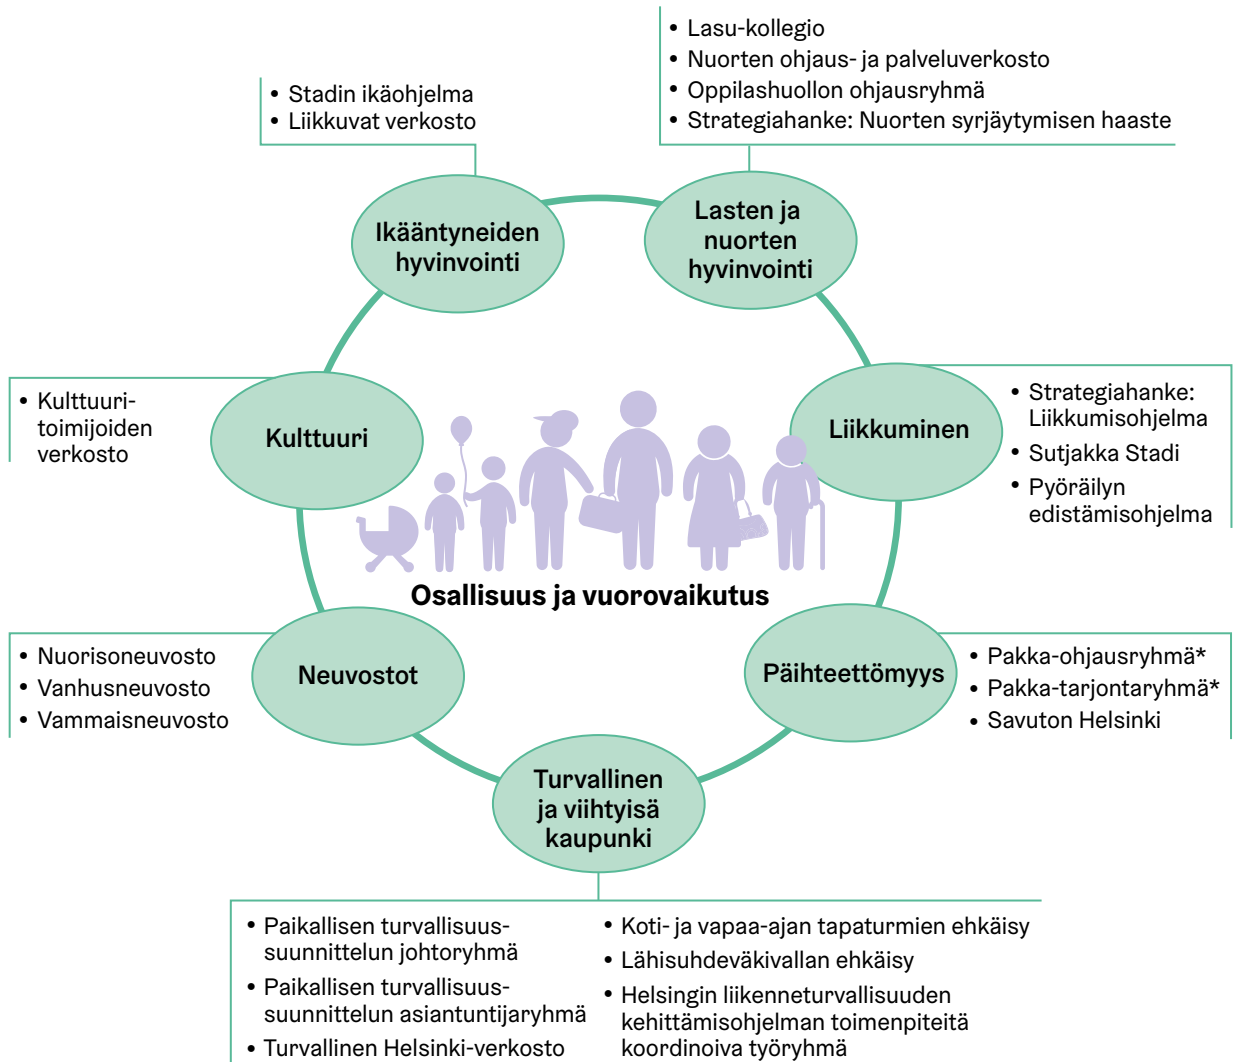 • Lasu-kollegio
• Nuorten ohjaus- ja palveluverkosto
• Oppilashuollon ohjausryhmä
• Strategiahanke: Nuorten syrjäytymisen haaste
• Stadin ikäohjelma
• Liikkuvat verkosto
Ikääntyneiden
hyvinvointi
Lasten ja
nuorten
hyvinvointi
• Kulttuuri-
toimijoiden
verkosto
Kulttuuri
Liikkuminen
• Strategiahanke:
Liikkumisohjelma
• Sutjakka Stadi
• Pyöräilyn
edistämisohjelma
Osallisuus ja vuorovaikutus
• Nuorisoneuvosto
• Vanhusneuvosto
• Vammaisneuvosto
Neuvostot
Päihteettömyys
• Pakka-ohjausryhmä*
• Pakka-tarjontaryhmä*
• Savuton Helsinki
Turvallinen
ja viihtyisä
kaupunki
• Paikallisen turvallisuus-
suunnittelun johtoryhmä
• Paikallisen turvallisuus-
suunnittelun asiantuntijaryhmä
• Turvallinen Helsinki-verkosto
• Koti- ja vapaa-ajan tapaturmien ehkäisy
• Lähisuhdeväkivallan ehkäisy
• Helsingin liikenneturvallisuuden
kehittämisohjelman toimenpiteitä
koordinoiva työryhmä